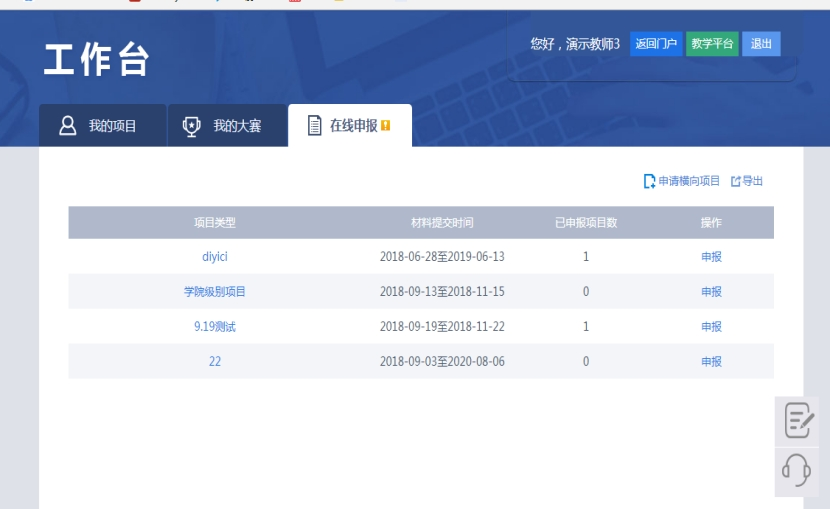 工作台
您好，演示教师3 返回门户 教学平台 退出
我的项目 我的大赛 在线申报
申请横向项目 导出
项目类型 材料提交时间 已申报项目数 操作
diyici 2018-06-28至2019-06-13 1 申报
学院级别项目 2018-09-13至2018-11-15 0 申报
9.19测试 2018-09-19至2018-11-22 1 申报
22 2018-09-03至2020-08-06 0 申报